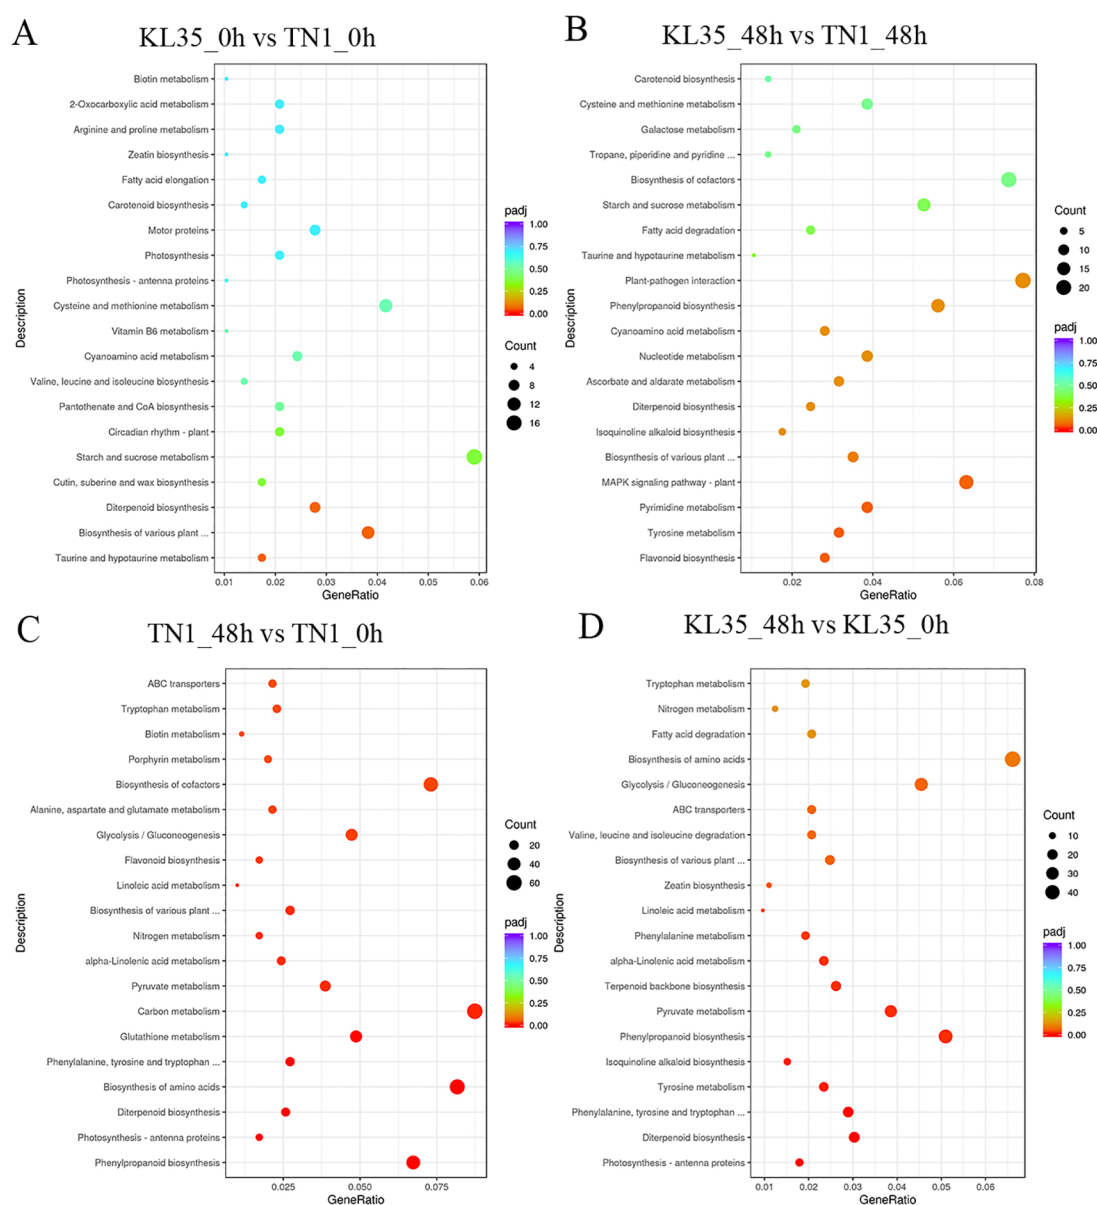 A
KL35_0h vs TN1_0h
Biotin metabolism
2-Oxocarboxylic acid metabolism
Arginine and proline metabolism
Zeatin biosynthesis
Fatty acid elongation
Carotenoid biosynthesis
Motor proteins
Photosynthesis
Photosynthesis - antenna proteins
Cysteine and methionine metabolism
Vitamin B6 metabolism
Cyanoamino acid metabolism
Valine, leucine and isoleucine biosynthesis
Pantothenate and CoA biosynthesis
Circadian rhythm - plant
Starch and sucrose metabolism
Cutin, suberine and wax biosynthesis
Diterpenoid biosynthesis
Biosynthesis of various plant ...
Taurine and hypotaurine metabolism
Description
0.01 0.02 0.03 0.04 0.05 0.06
GeneRatio
padj
1.00
0.75
0.50
0.25
0.00
Count
4
8
12
16
B
KL35_48h vs TN1_48h
Carotenoid biosynthesis
Cysteine and methionine metabolism
Galactose metabolism
Tropane, piperidine and pyridine ...
Biosynthesis of cofactors
Starch and sucrose metabolism
Fatty acid degradation
Taurine and hypotaurine metabolism
Plant-pathogen interaction
Phenylpropanoid biosynthesis
Cyanoamino acid metabolism
Nucleotide metabolism
Ascorbate and aldarate metabolism
Diterpenoid biosynthesis
Isoquinoline alkaloid biosynthesis
Biosynthesis of various plant ...
MAPK signaling pathway - plant
Pyrimidine metabolism
Tyrosine metabolism
Flavonoid biosynthesis
Description
0.02 0.04 0.06 0.08
GeneRatio
Count
5
10
15
20
padj
1.00
0.75
0.50
0.25
0.00
C
TN1_48h vs TN1_0h
ABC transporters
Tryptophan metabolism
Biotin metabolism
Porphyrin metabolism
Biosynthesis of cofactors
Alanine, aspartate and glutamate metabolism
Glycolysis / Gluconeogenesis
Flavonoid biosynthesis
Linoleic acid metabolism
Biosynthesis of various plant ...
Nitrogen metabolism
alpha-Linolenic acid metabolism
Pyruvate metabolism
Carbon metabolism
Glutathione metabolism
Phenylalanine, tyrosine and tryptophan ...
Biosynthesis of amino acids
Diterpenoid biosynthesis
Photosynthesis - antenna proteins
Phenylpropanoid biosynthesis
Description
0.025 0.050 0.075
GeneRatio
Count
20
40
60
padj
1.00
0.75
0.50
0.25
0.00
D
KL35_48h vs KL35_0h
Tryptophan metabolism
Nitrogen metabolism
Fatty acid degradation
Biosynthesis of amino acids
Glycolysis / Gluconeogenesis
ABC transporters
Valine, leucine and isoleucine degradation
Biosynthesis of various plant ...
Zeatin biosynthesis
Linoleic acid metabolism
Phenylalanine metabolism
alpha-Linolenic acid metabolism
Terpenoid backbone biosynthesis
Pyruvate metabolism
Phenylpropanoid biosynthesis
Isoquinoline alkaloid biosynthesis
Tyrosine metabolism
Phenylalanine, tyrosine and tryptophan ...
Diterpenoid biosynthesis
Photosynthesis - antenna proteins
Description
0.01 0.02 0.03 0.04 0.05 0.06
GeneRatio
Count
10
20
30
40
padj
1.00
0.75
0.50
0.25
0.00